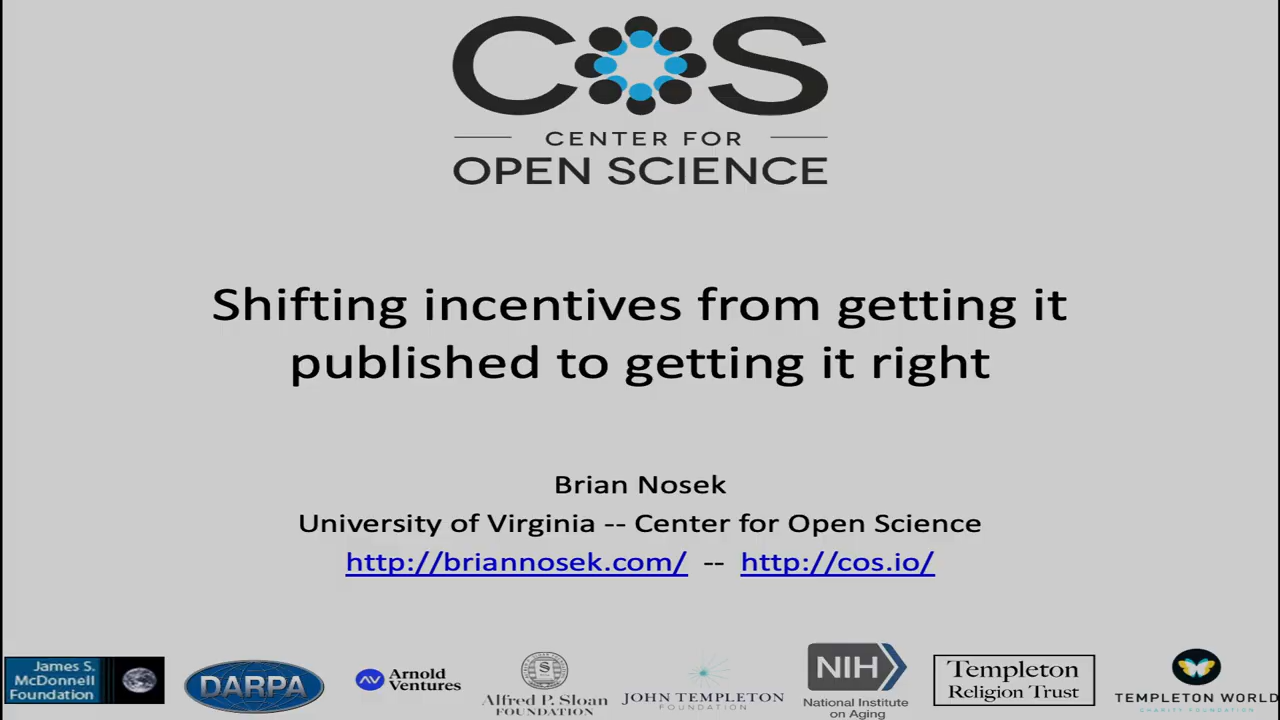 COS
CENTER FOR
OPEN SCIENCE
Shifting incentives from getting it
published to getting it right
Brian Nosek
University of Virginia -- Center for Open Science
http://briannosek.com/ -- http://cos.io/
James S.
McDonnell
Foundation
DARPA
Arnold
Ventures
Alfred P. Sloan
FOUNDATION
JOHN TEMPLETON
FOUNDATION
NIH
National Institute
on Aging
Templeton
Religion Trust
TEMPLETON WORLD
CHARITY FOUNDATION